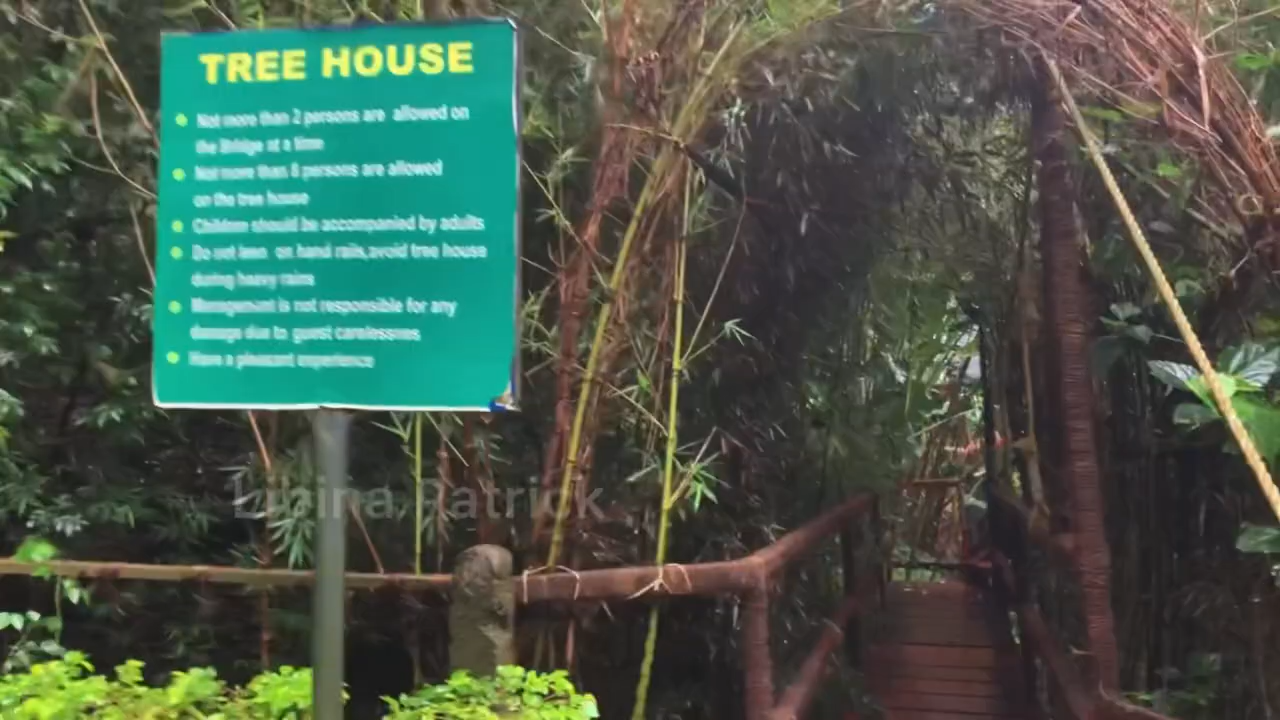 TREE HOUSE
Not more than 2 persons are allowed on
the Bridge at a time
Not more than 8 persons are allowed
on the tree house
Children should be accompanied by adults
Do not lean on hand rails,avoid tree house
during heavy rains
Management is not responsible for any
damage due to guest carelessness
Have a pleasant experience
Patrick